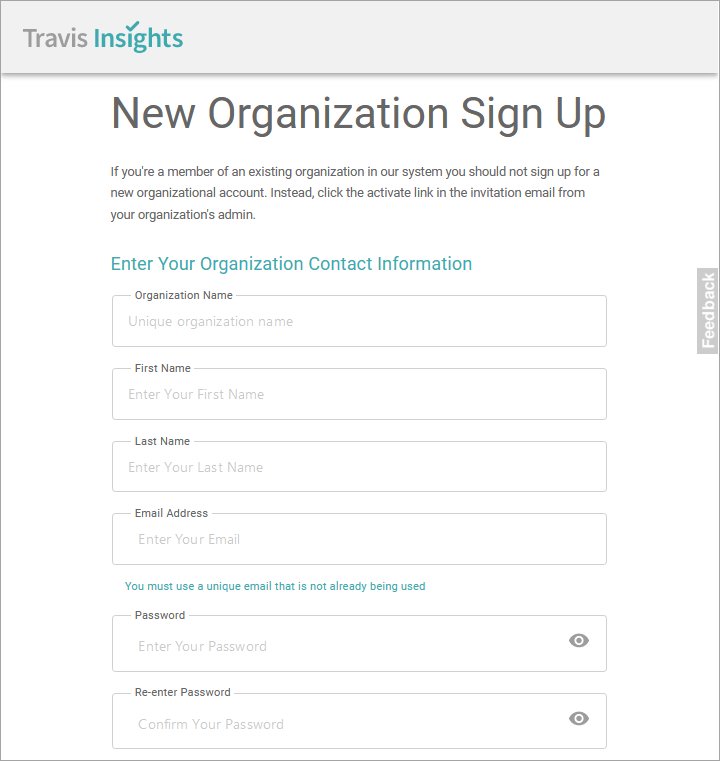 Travis Insights
New Organization Sign Up
If you're a member of an existing organization in our system you should not sign up for a
new organizational account. Instead, click the activate link in the invitation email from
your organization's admin.
Enter Your Organization Contact Information
Organization Name
Unique organization name
First Name
Enter Your First Name
Last Name
Enter Your Last Name
Email Address
Enter Your Email
You must use a unique email that is not already being used
Password
Enter Your Password
Re-enter Password
Confirm Your Password
Feedback